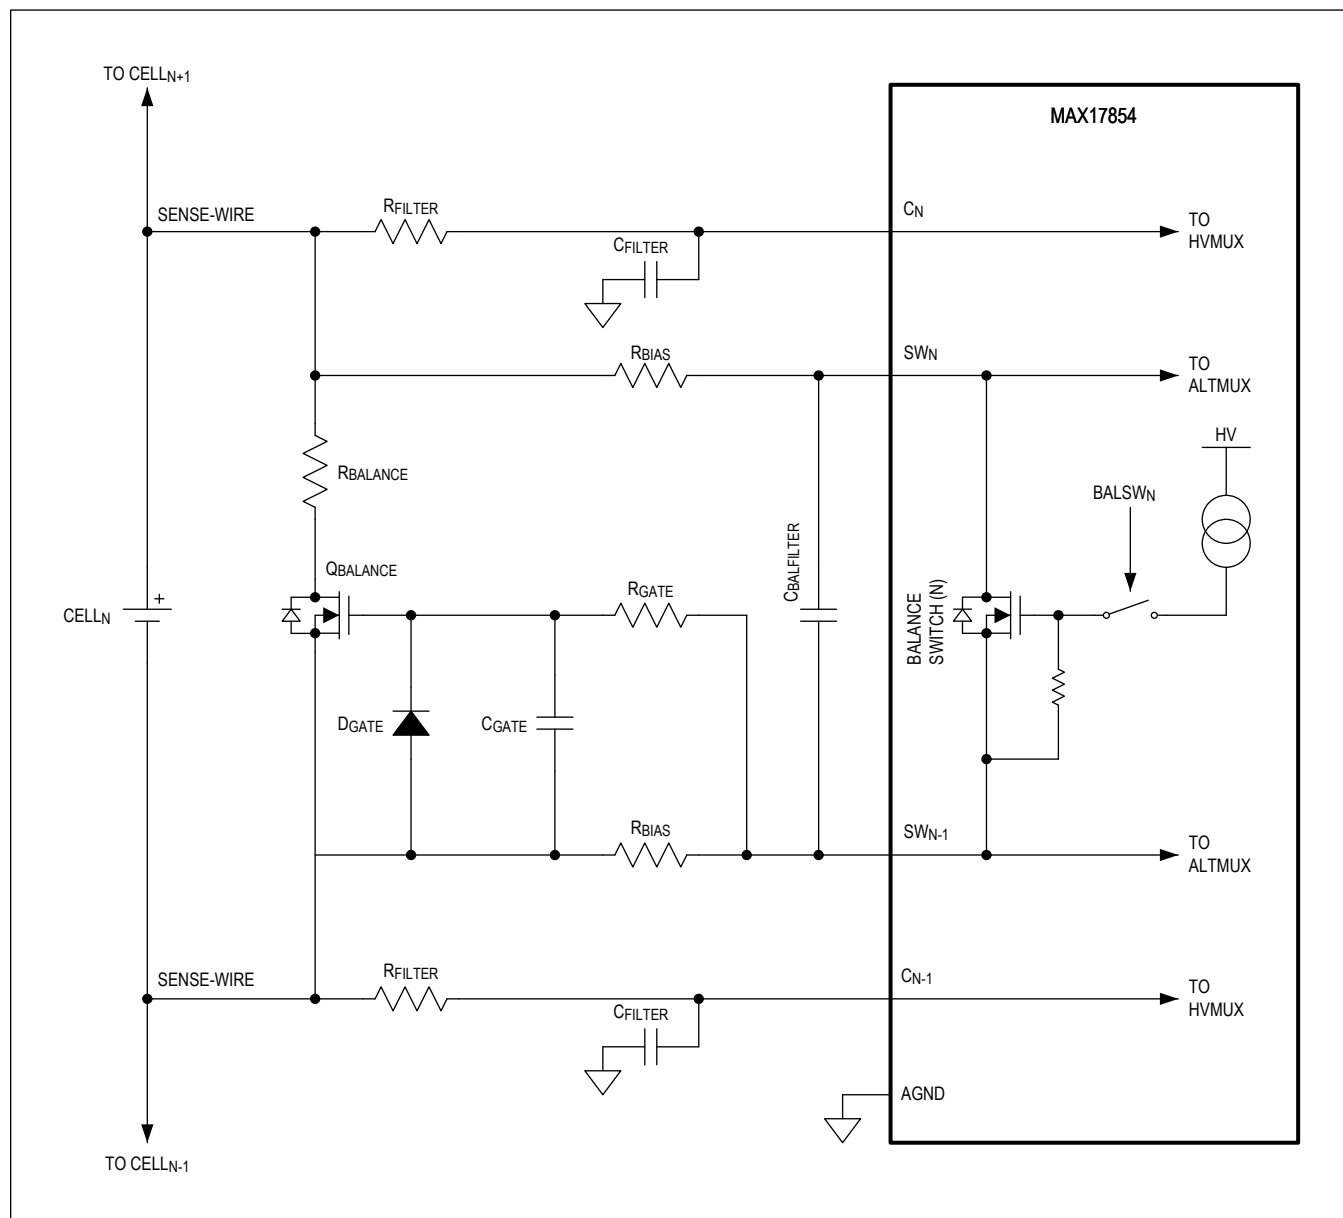 TO CELLN+1
MAX17854
SENSE-WIRE
RFILTER
CN
TO
HVMUX
CFILTER
RBIAS
SWN
TO
ALTMUX
HV
RBALANCE
BALSWN
CBALFILTER
QBALANCE
RGATE
BALANCE
SWITCH (N)
+
CELLN
DGATE
CGATE
RBIAS
SWN-1
TO
ALTMUX
SENSE-WIRE
RFILTER
CN-1
TO
HVMUX
CFILTER
AGND
TO CELLN-1